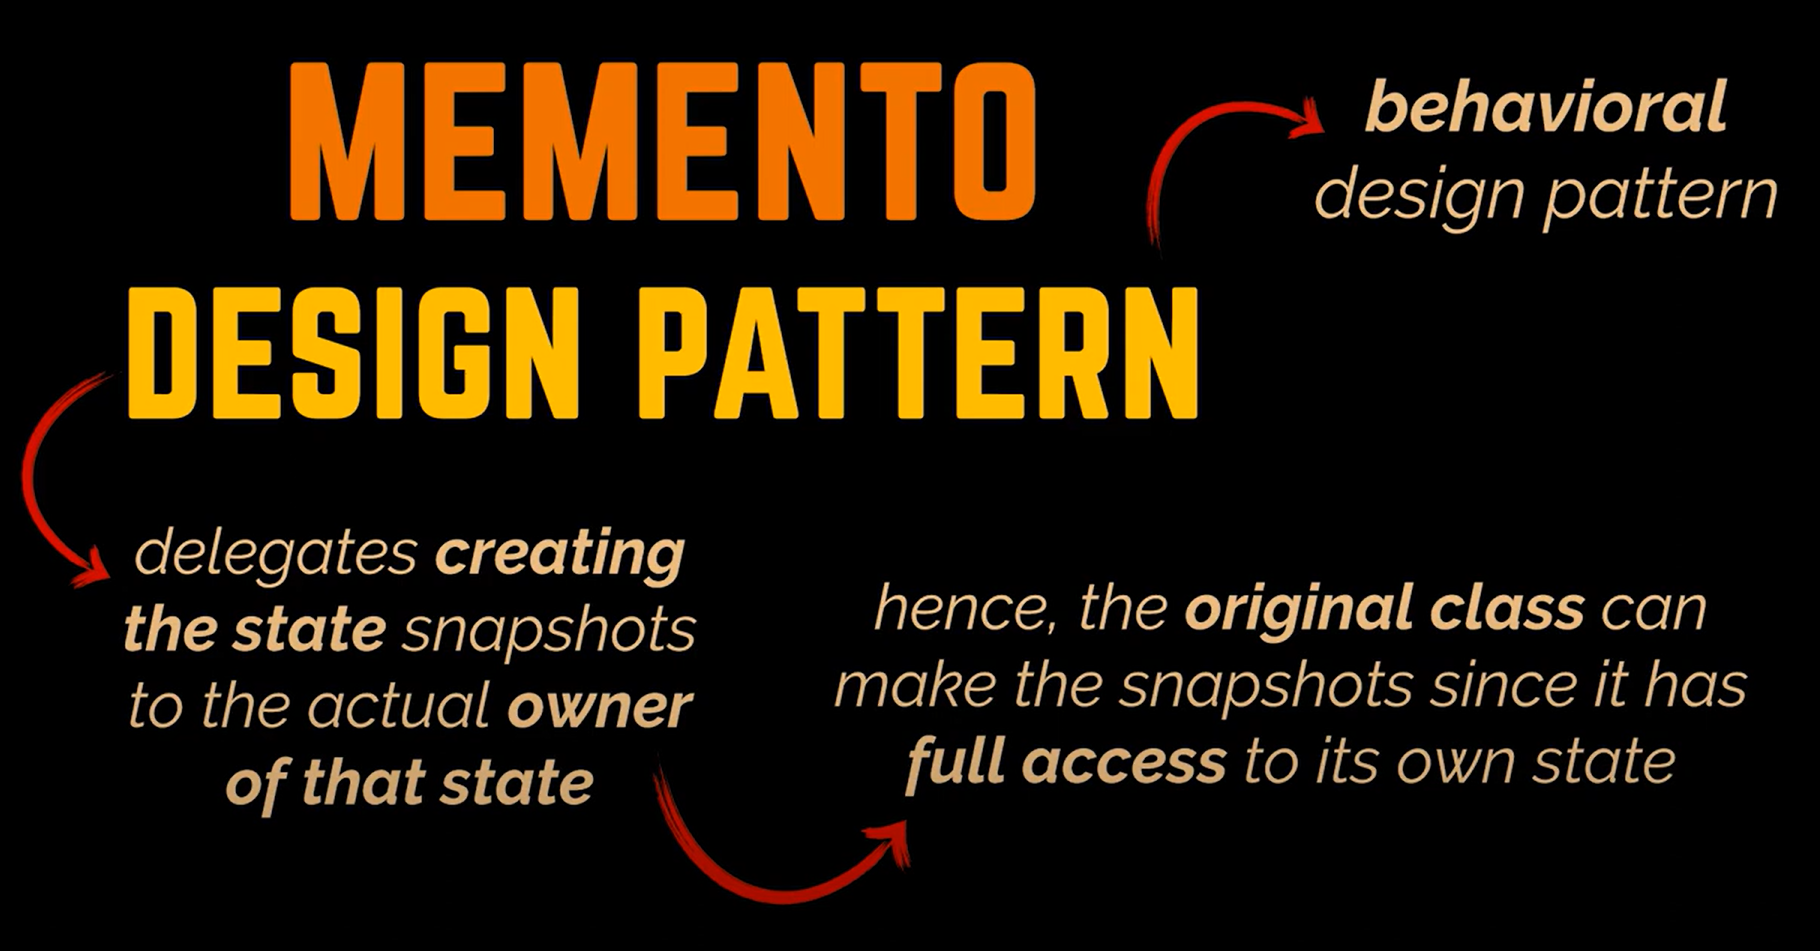 MEMENTO
DESIGN PATTERN
behavioral
design pattern
delegates creating
the state snapshots
to the actual owner
of that state
hence, the original class can
make the snapshots since it has
full access to its own state